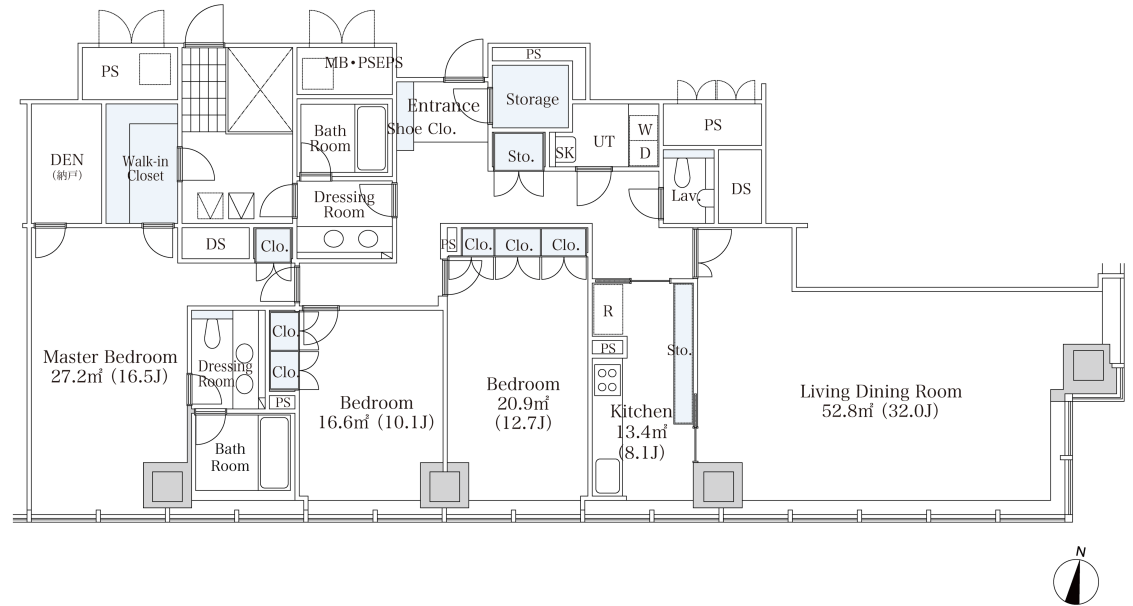 PS
MB・PSEPS
PS
Entrance
Shoe Clo.
Storage
PS
Bath
Room
W
D
UT
SK
Sto.
DEN
(納戸)
Walk-in
Closet
Lav.
DS
Dressing
Room
DS
Clo.
PS
Clo.
Clo.
Clo.
R
PS
Sto.
Clo.
Clo.
PS
Dressing
Room
Master Bedroom
27.2㎡ (16.5J)
Bedroom
16.6㎡ (10.1J)
Bedroom
20.9㎡
(12.7J)
Kitchen
13.4㎡
(8.1J)
Living Dining Room
52.8㎡ (32.0J)
Bath
Room
N